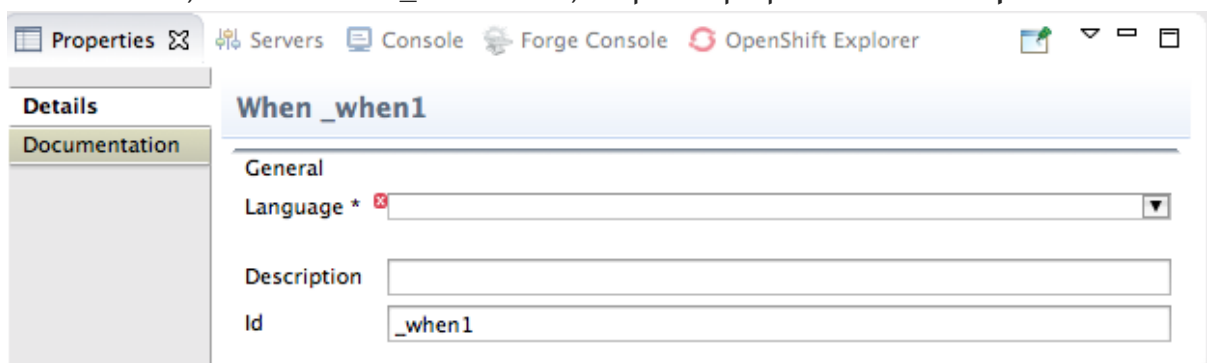 Properties Servers Console Forge Console OpenShift Explorer
Details
Documentation
When _when1
General
Language *
Description
Id _when1